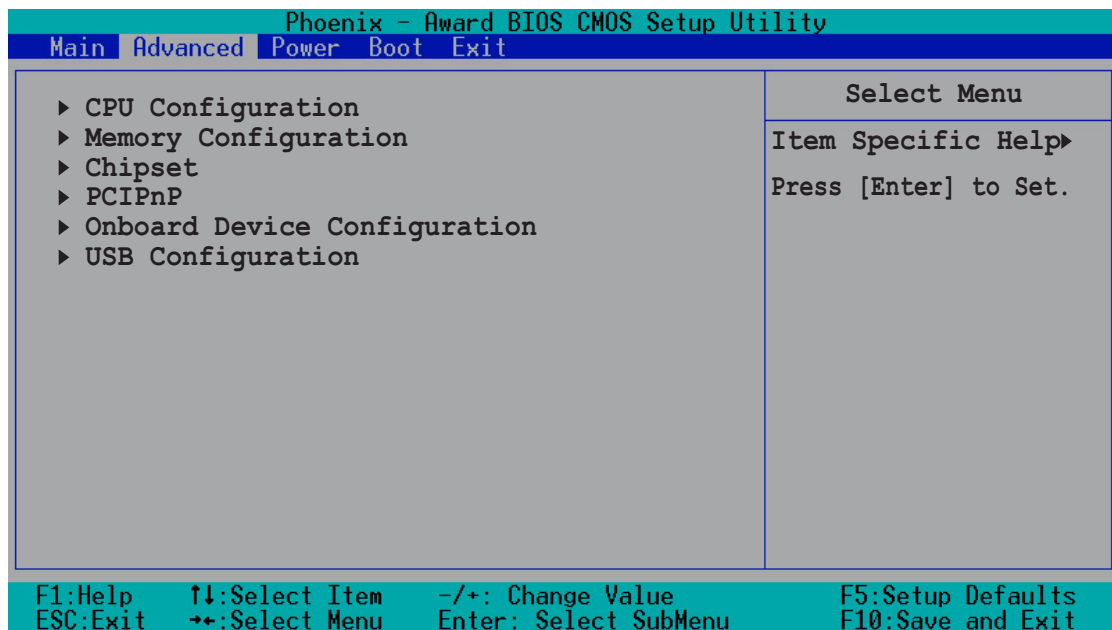 Phoenix - Award BIOS CMOS Setup Utility
Main Advanced Power Boot Exit
▶ CPU Configuration
▶ Memory Configuration
▶ Chipset
▶ PCIPnP
▶ Onboard Device Configuration
▶ USB Configuration
Select Menu
Item Specific Help▶
Press [Enter] to Set.
F1:Help ↑↓:Select Item -/+: Change Value F5:Setup Defaults
ESC:Exit →←:Select Menu Enter: Select SubMenu F10:Save and Exit